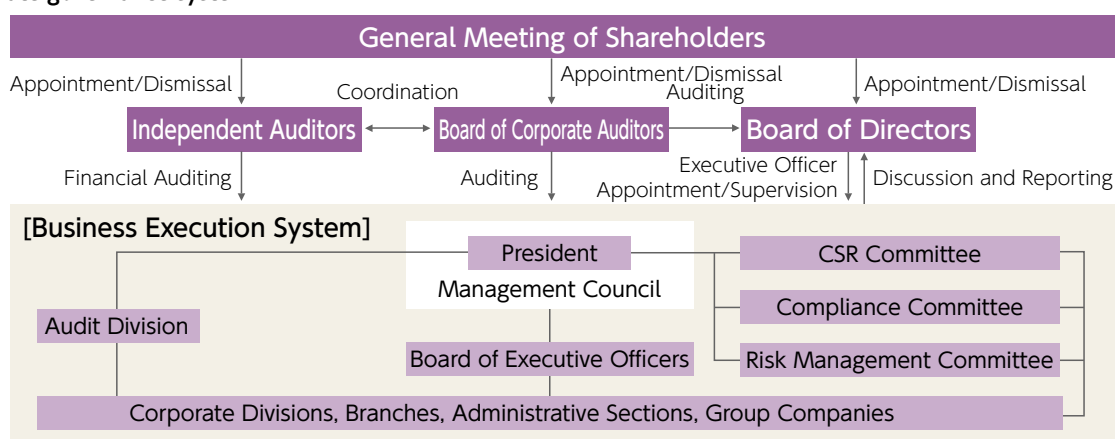 General Meeting of Shareholders
Appointment/Dismissal
Coordination
Appointment/Dismissal
Auditing
Appointment/Dismissal
Independent Auditors
Board of Corporate Auditors
Board of Directors
Financial Auditing
Auditing
Executive Officer
Appointment/Supervision
Discussion and Reporting
[Business Execution System]
President
Management Council
CSR Committee
Compliance Committee
Audit Division
Board of Executive Officers
Risk Management Committee
Corporate Divisions, Branches, Administrative Sections, Group Companies